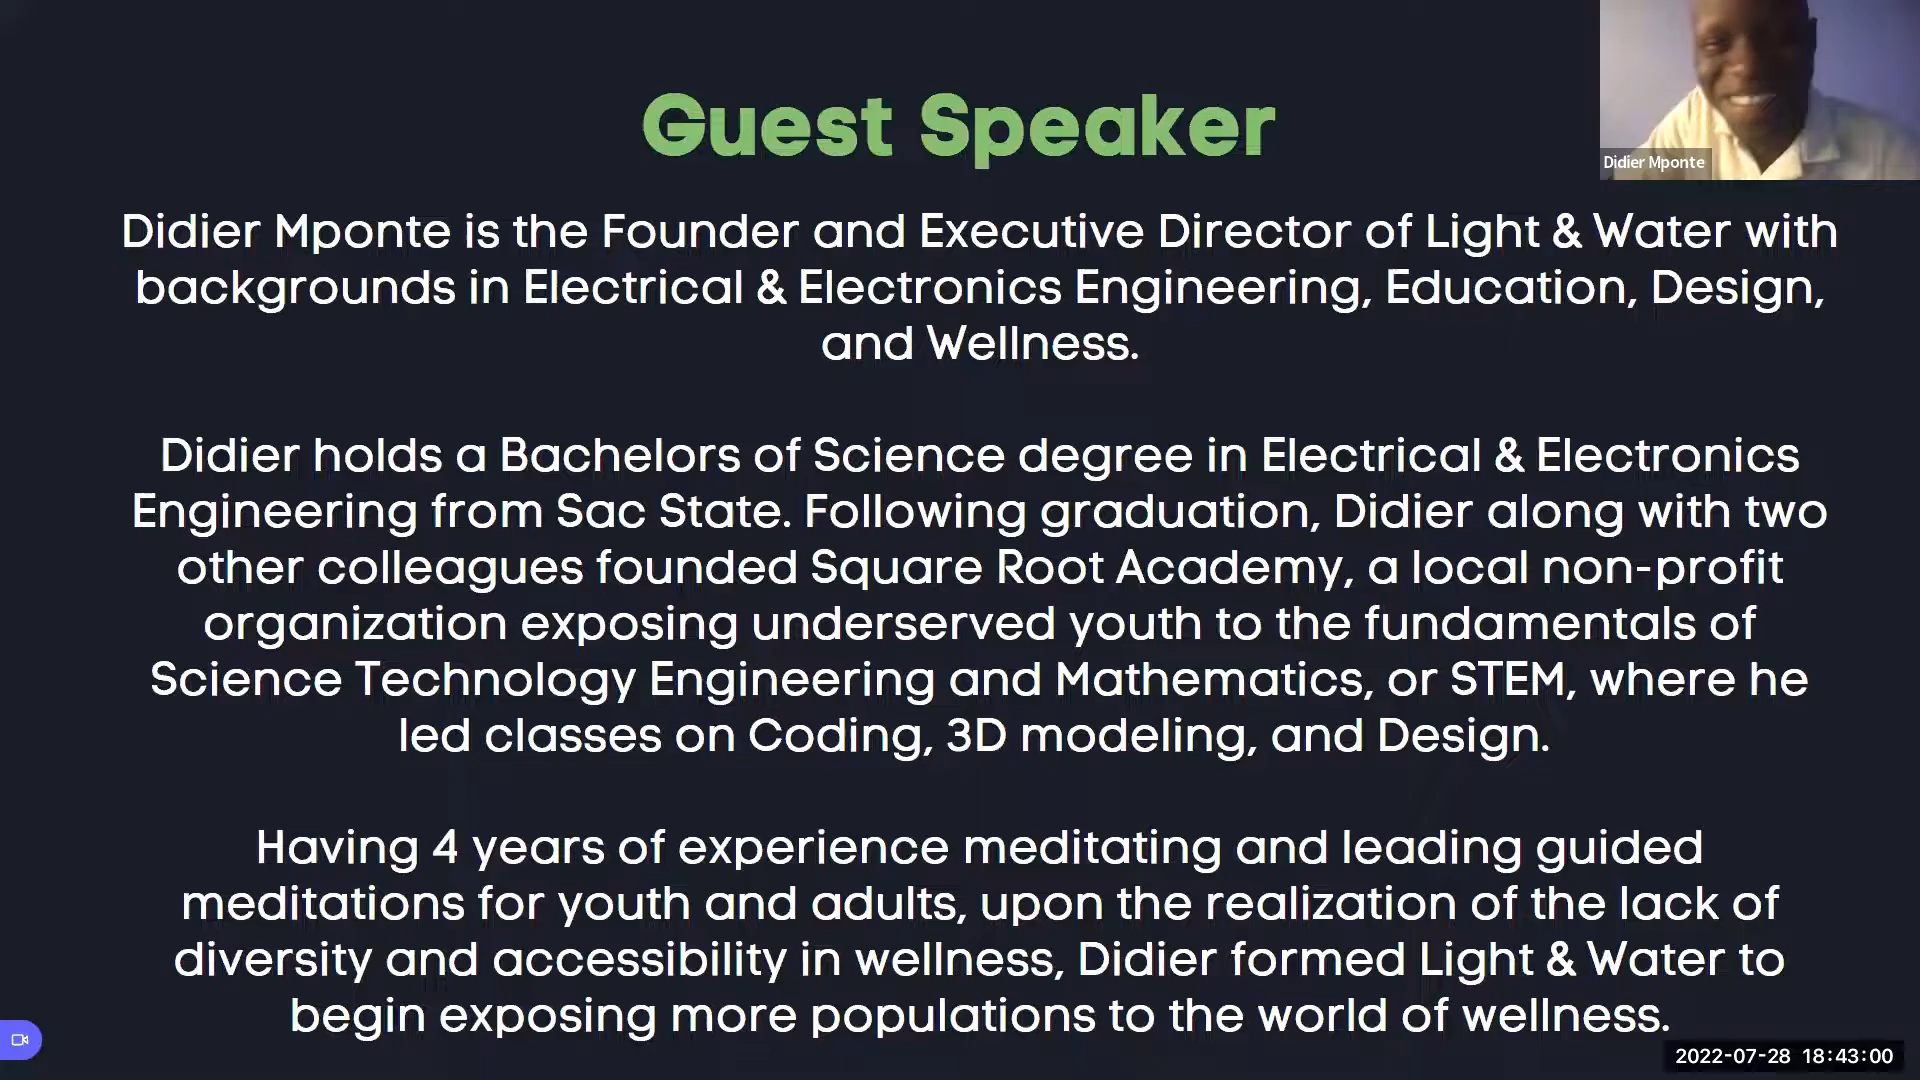 Guest Speaker
Didier Mponte
Didier Mponte is the Founder and Executive Director of Light & Water with
backgrounds in Electrical & Electronics Engineering, Education, Design,
and Wellness.
Didier holds a Bachelors of Science degree in Electrical & Electronics
Engineering from Sac State. Following graduation, Didier along with two
other colleagues founded Square Root Academy, a local non-profit
organization exposing underserved youth to the fundamentals of
Science Technology Engineering and Mathematics, or STEM, where he
led classes on Coding, 3D modeling, and Design.
Having 4 years of experience meditating and leading guided
meditations for youth and adults, upon the realization of the lack of
diversity and accessibility in wellness, Didier formed Light & Water to
begin exposing more populations to the world of wellness.
2022-07-28 18:43:00